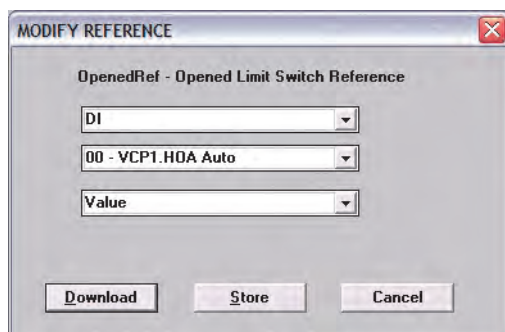 MODIFY REFERENCE
OpenedRef - Opened Limit Switch Reference
DI
00 - VCP1.HOA Auto
Value
Download Store Cancel